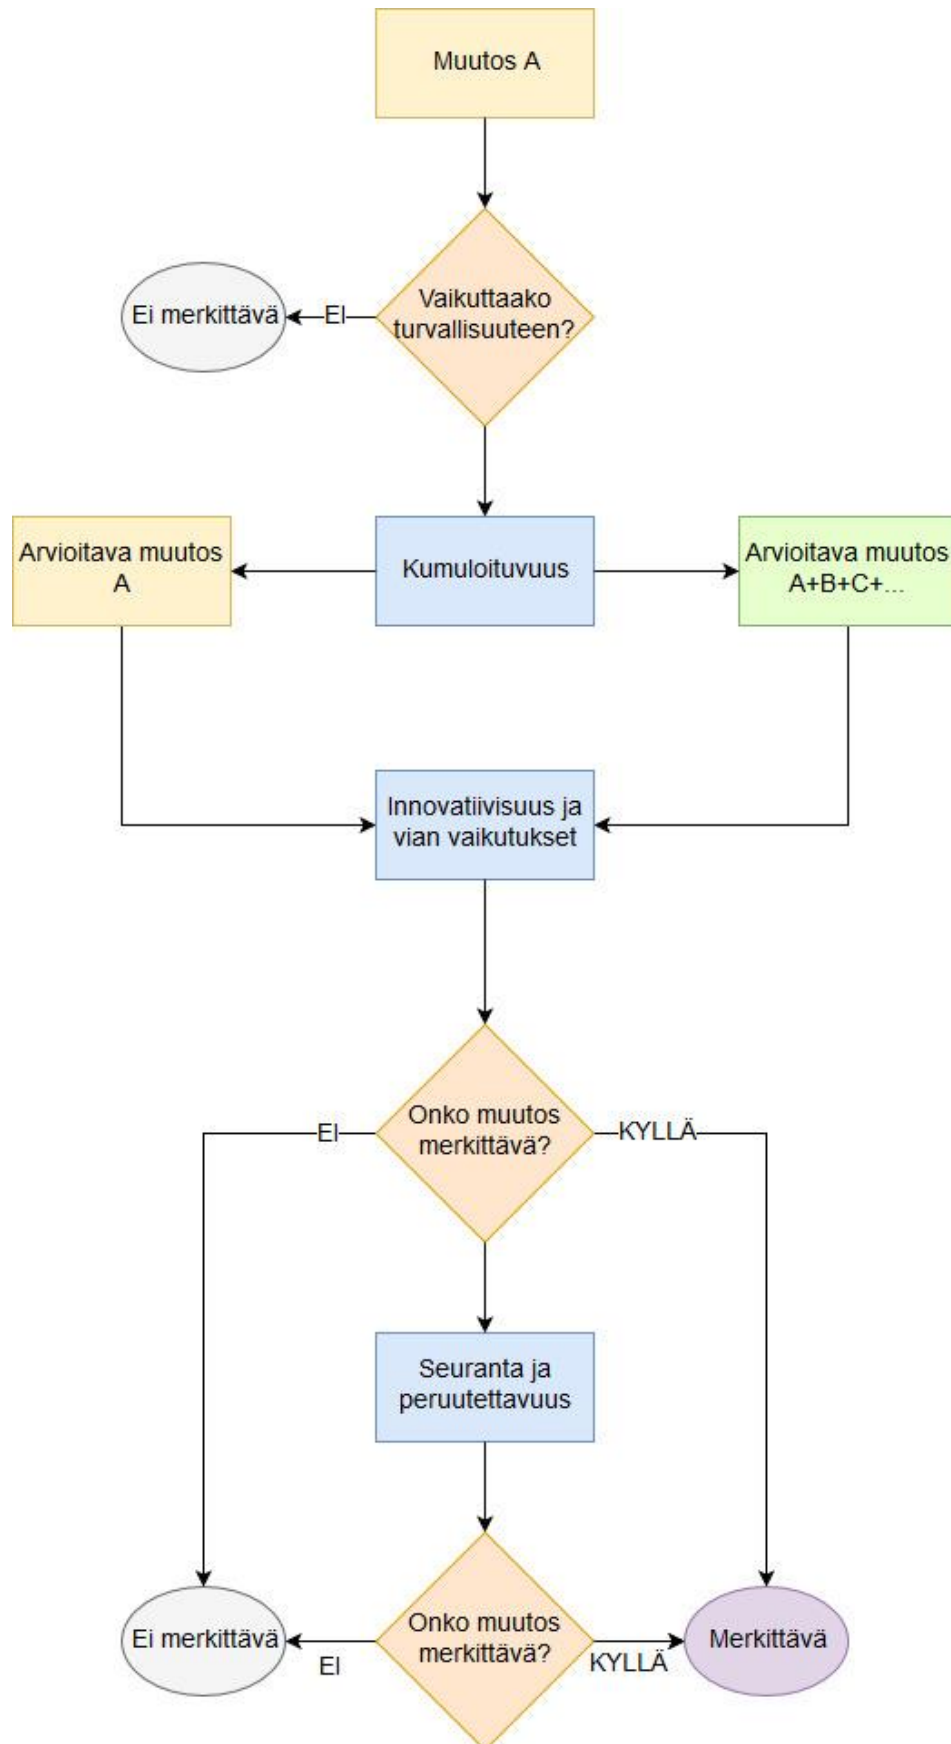 Muutos A
Vaikuttaako
turvallisuuteen?
EI
Ei merkittävä
Kumuloituvuus
Arvioitava muutos
A
Arvioitava muutos
A+B+C+...
Innovatiivisuus ja
vian vaikutukset
Onko muutos
merkittävä?
EI
KYLLÄ
Seuranta ja
peruutettavuus
Onko muutos
merkittävä?
EI
KYLLÄ
Ei merkittävä
Merkittävä